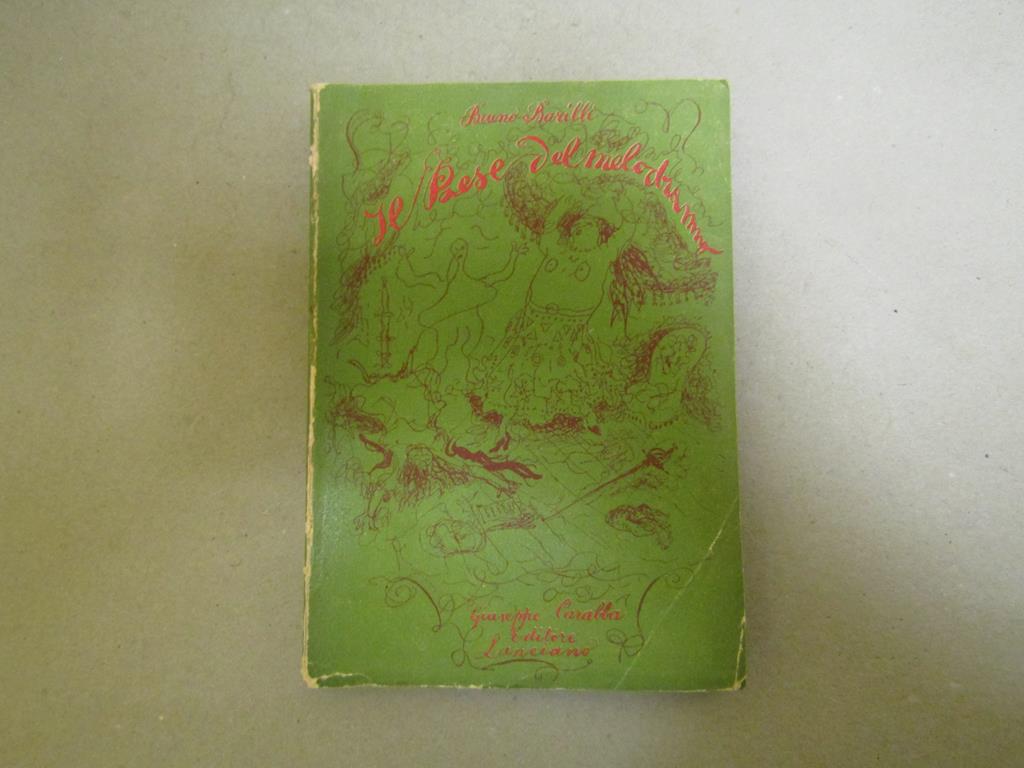 Bruno Barilli
Il Paese del melodramma
Giuseppe Carabba
Editore
Lanciano